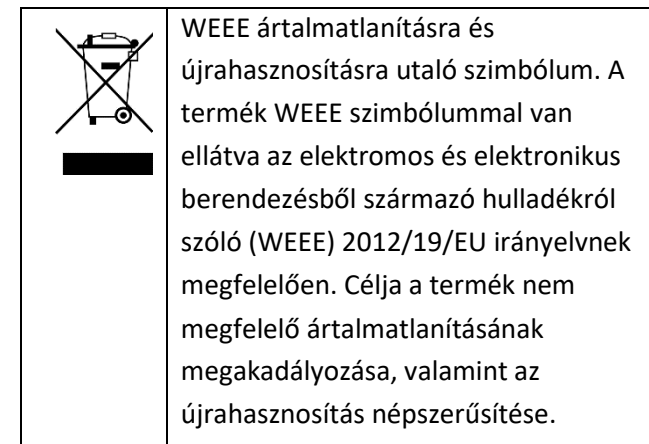 WEEE ártalmatlanításra és
újrahasznosításra utaló szimbólum. A
termék WEEE szimbólummal van
ellátva az elektromos és elektronikus
berendezésből származó hulladékról
szóló (WEEE) 2012/19/EU irányelvnek
megfelelően. Célja a termék nem
megfelelő ártalmatlanításának
megakadályozása, valamint az
újrahasznosítás népszerűsítése.